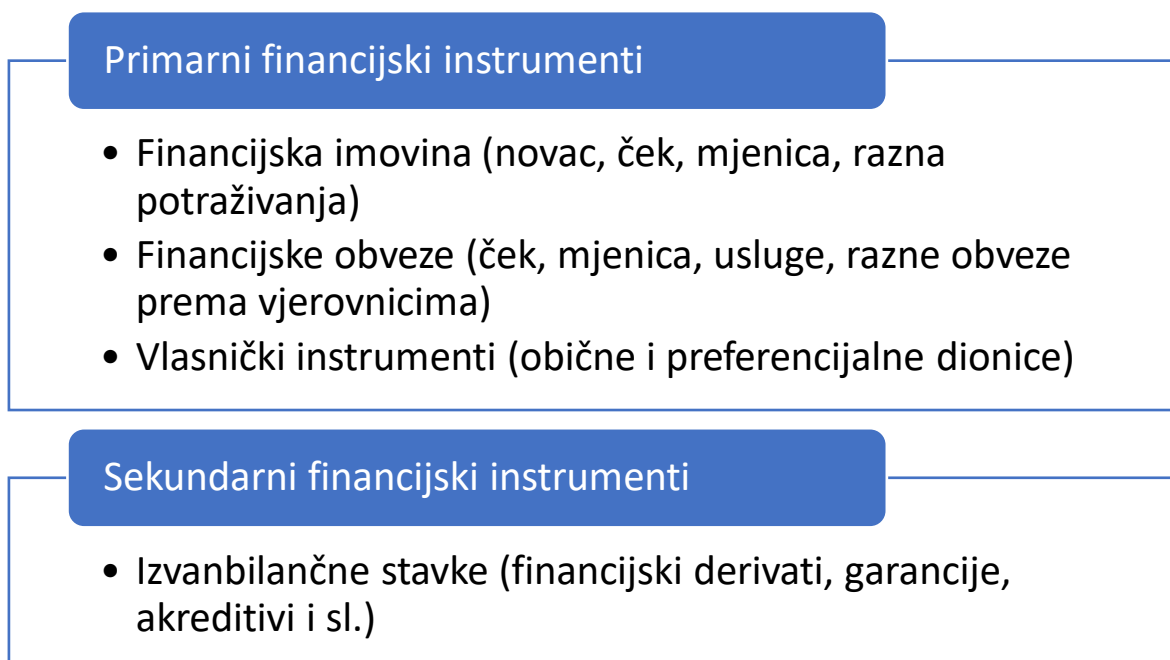 Primarni financijski instrumenti
• Financijska imovina (novac, ček, mjenica, razna
potraživanja)
• Financijske obveze (ček, mjenica, usluge, razne obveze
prema vjerovnicima)
• Vlasnički instrumenti (obične i preferencijalne dionice)
Sekundarni financijski instrumenti
• Izvanbilančne stavke (financijski derivati, garancije,
akreditivi i sl.)